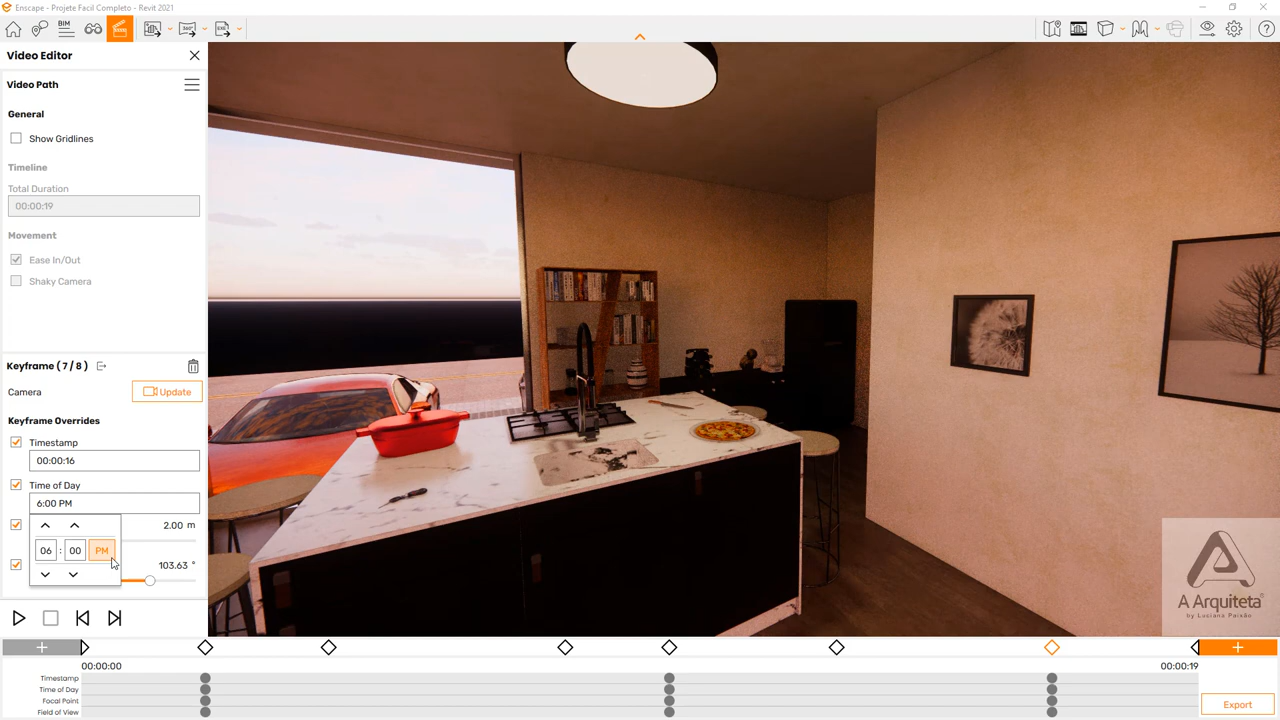 Enscape - Projete Facil Completo - Revit 2021
BIM
360°
EXE
Video Editor
Video Path
General
Show Gridlines
Timeline
Total Duration
00:00:19
Movement
Ease In/Out
Shaky Camera
Keyframe ( 7 / 8 )
Camera
Update
Keyframe Overrides
Timestamp
00:00:16
Time of Day
6:00 PM
2.00 m
06 : 00 PM
103.63 °
A Arquiteta
by Luciana Paixão
00:00:00
00:00:19
Timestamp
Time of Day
Focal Point
Field of View
Export